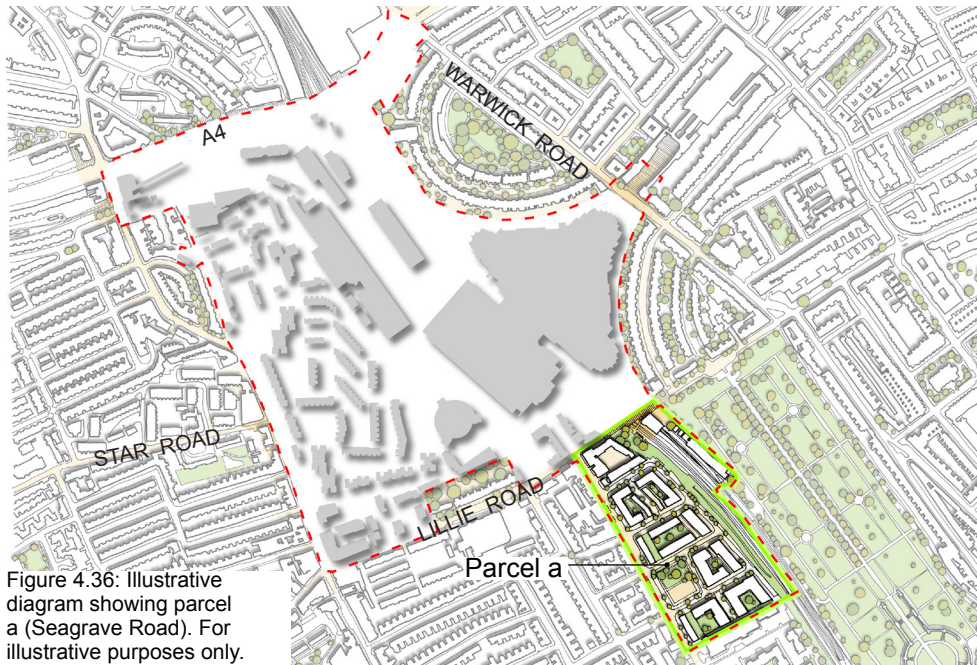 WARWICK ROAD
A4
STAR ROAD
LILLIE ROAD
Parcel a
Figure 4.36: Illustrative
diagram showing parcel
a (Seagrave Road). For
illustrative purposes only.